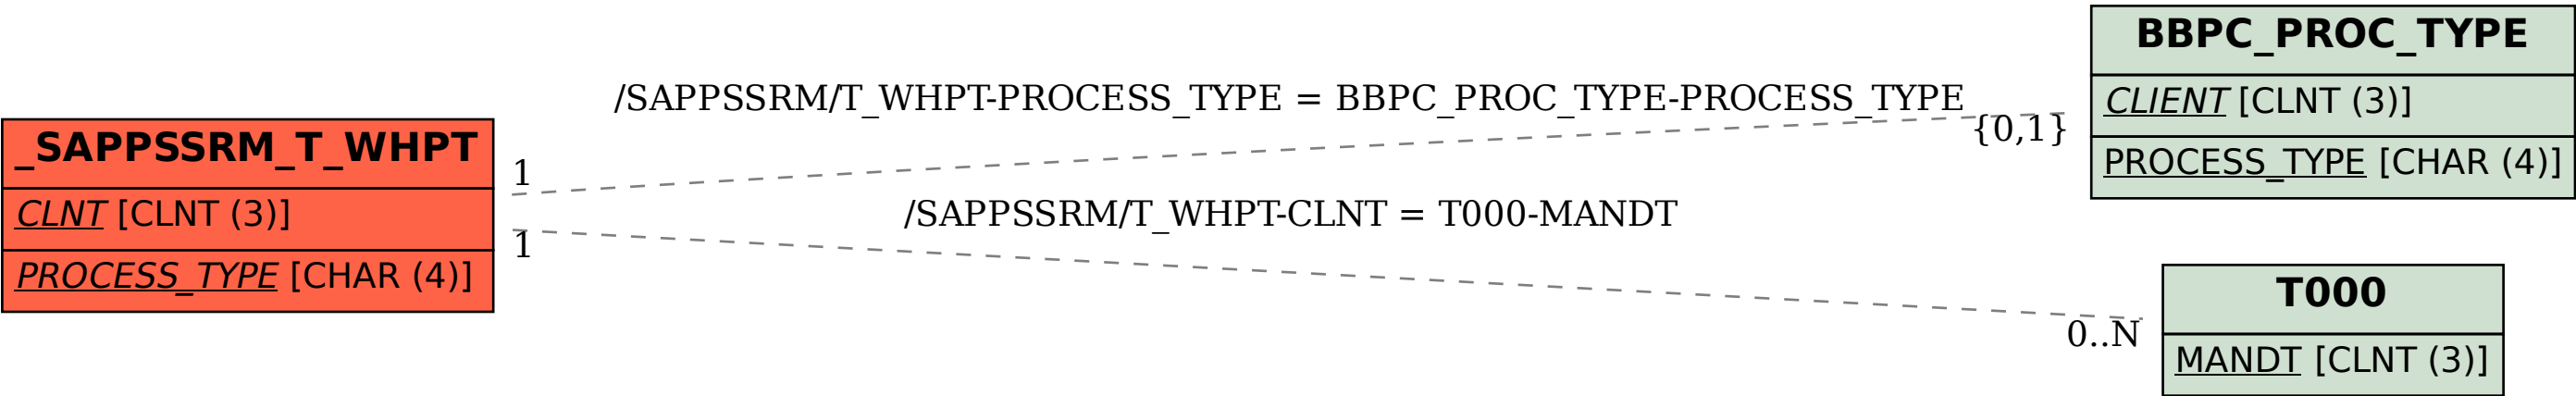 _SAPPSSRM_T_WHPT
CLNT [CLNT (3)]
PROCESS_TYPE [CHAR (4)]
/SAPPSSRM/T_WHPT-PROCESS_TYPE = BBPC_PROC_TYPE-PROCESS_TYPE
1
{0,1}
/SAPPSSRM/T_WHPT-CLNT = T000-MANDT
1
0..N
BBPC_PROC_TYPE
CLIENT [CLNT (3)]
PROCESS_TYPE [CHAR (4)]
T000
MANDT [CLNT (3)]